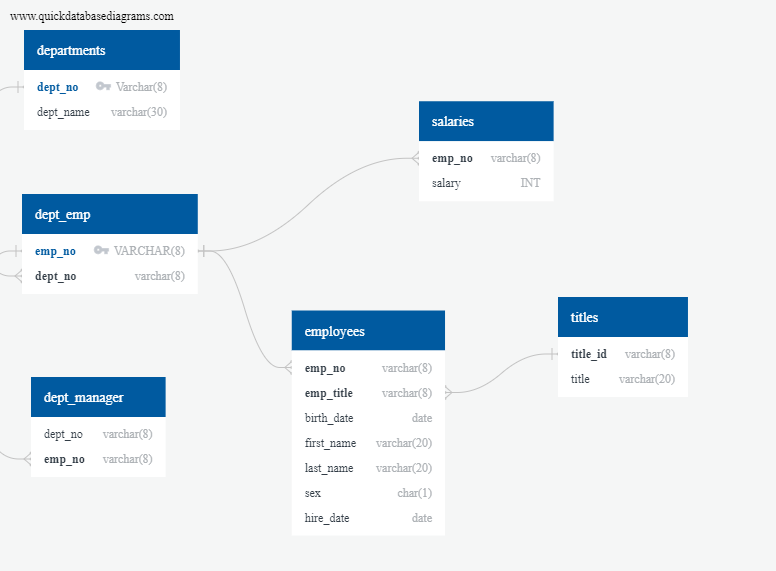 www.quickdatabasediagrams.com
departments
dept_no Varchar(8)
dept_name varchar(30)
salaries
emp_no varchar(8)
salary INT
dept_emp
emp_no VARCHAR(8)
dept_no varchar(8)
employees
emp_no varchar(8)
emp_title varchar(8)
birth_date date
first_name varchar(20)
last_name varchar(20)
sex char(1)
hire_date date
titles
title_id varchar(8)
title varchar(20)
dept_manager
dept_no varchar(8)
emp_no varchar(8)